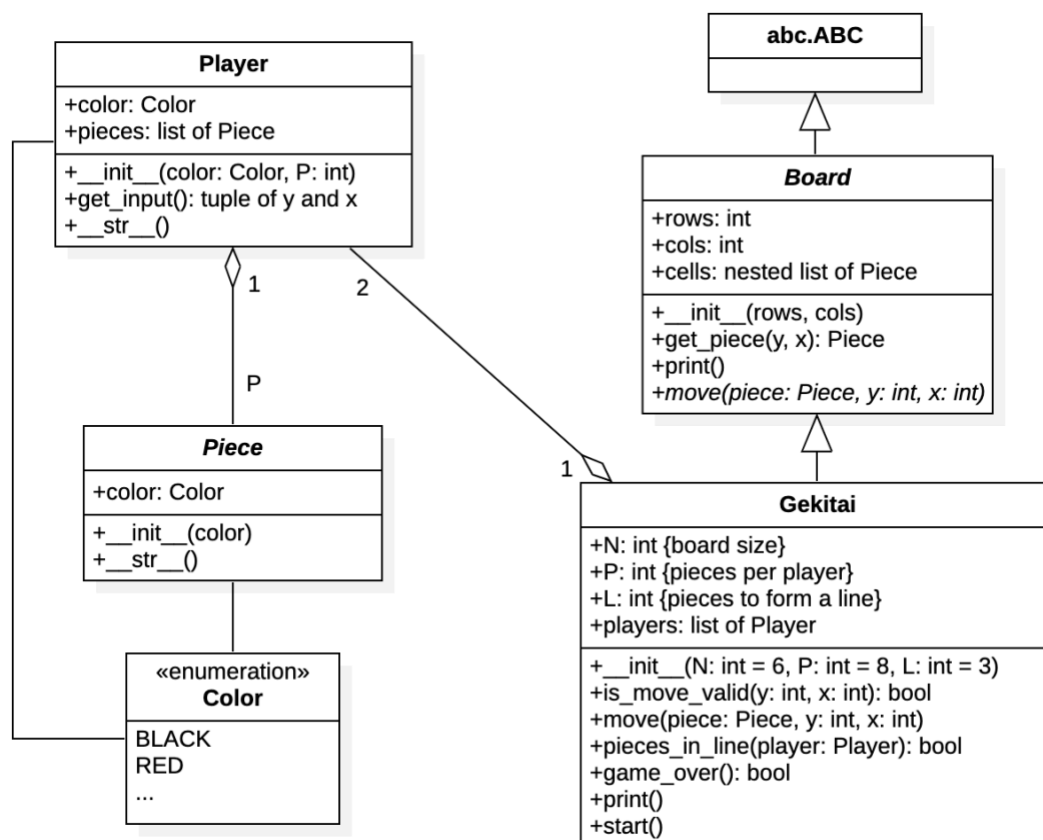 Player
+color: Color
+pieces: list of Piece
+__init__(color: Color, P: int)
+get_input(): tuple of y and x
+__str__()
1
2
P
Piece
+color: Color
+__init__(color)
+__str__()
«enumeration»
Color
BLACK
RED
...
abc.ABC
Board
+rows: int
+cols: int
+cells: nested list of Piece
+__init__(rows, cols)
+get_piece(y, x): Piece
+print()
+move(piece: Piece, y: int, x: int)
1
Gekitai
+N: int {board size}
+P: int {pieces per player}
+L: int {pieces to form a line}
+players: list of Player
+__init__(N: int = 6, P: int = 8, L: int = 3)
+is_move_valid(y: int, x: int): bool
+move(piece: Piece, y: int, x: int)
+pieces_in_line(player: Player): bool
+game_over(): bool
+print()
+start()